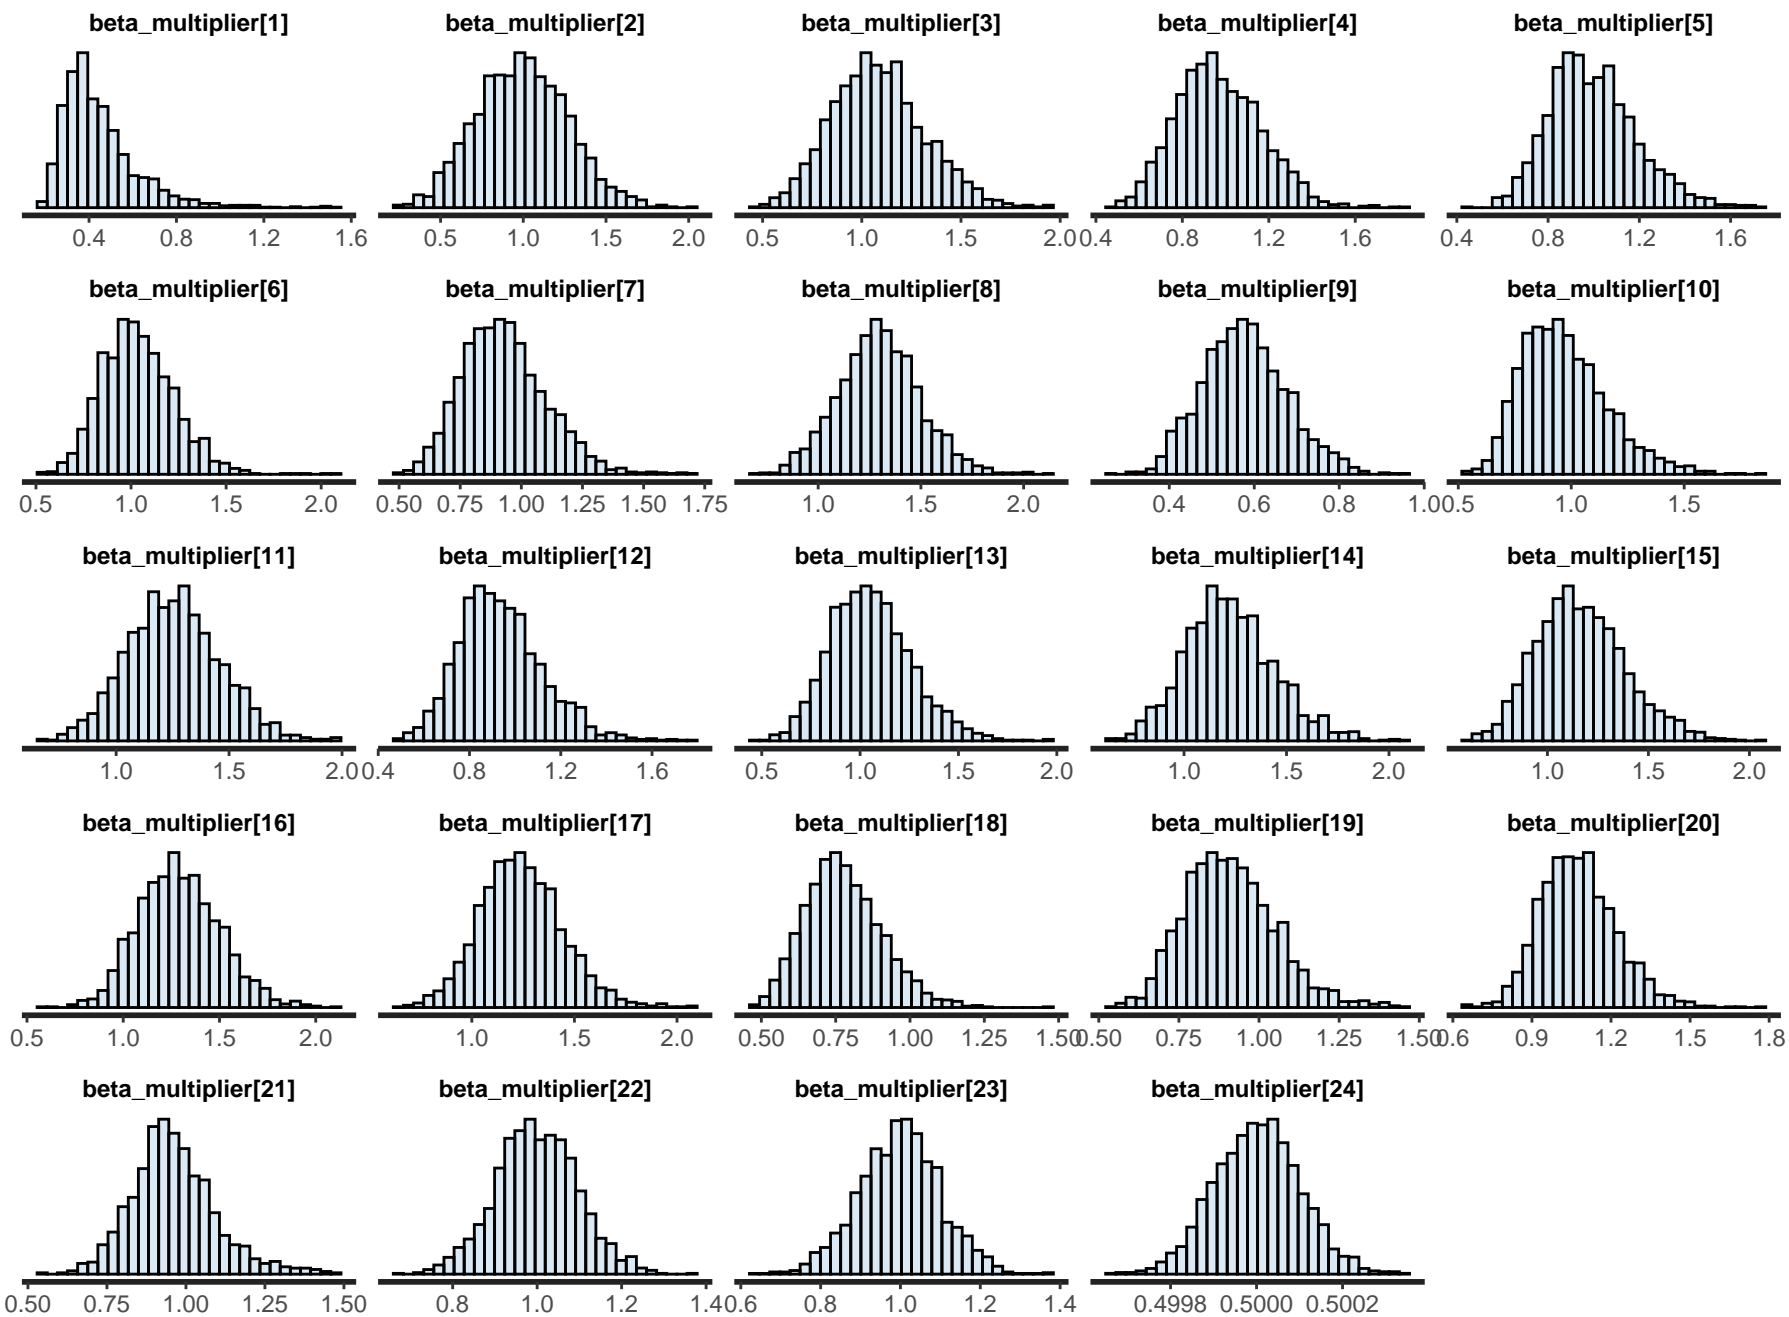 beta_multiplier[1] beta_multiplier[2] beta_multiplier[3] beta_multiplier[4] beta_multiplier[5]
0.4 0.8 1.2 1.6 0.5 1.0 1.5 2.0 0.5 1.0 1.5 2.0 0.4 0.8 1.2 1.6 0.4 0.8 1.2 1.6
beta_multiplier[6] beta_multiplier[7] beta_multiplier[8] beta_multiplier[9] beta_multiplier[10]
0.5 1.0 1.5 2.0 0.50 0.75 1.00 1.25 1.50 1.75 1.0 1.5 2.0 0.4 0.6 0.8 1.0 0.5 1.0 1.5
beta_multiplier[11] beta_multiplier[12] beta_multiplier[13] beta_multiplier[14] beta_multiplier[15]
1.0 1.5 2.0 0.4 0.8 1.2 1.6 0.5 1.0 1.5 2.0 1.0 1.5 2.0 1.0 1.5 2.0
beta_multiplier[16] beta_multiplier[17] beta_multiplier[18] beta_multiplier[19] beta_multiplier[20]
0.5 1.0 1.5 2.0 1.0 1.5 2.0 0.50 0.75 1.00 1.25 1.50 0.50 0.75 1.00 1.25 1.50 0.6 0.9 1.2 1.5 1.8
beta_multiplier[21] beta_multiplier[22] beta_multiplier[23] beta_multiplier[24]
0.50 0.75 1.00 1.25 1.50 0.8 1.0 1.2 1.4 0.6 0.8 1.0 1.2 1.4 0.4998 0.5000 0.5002